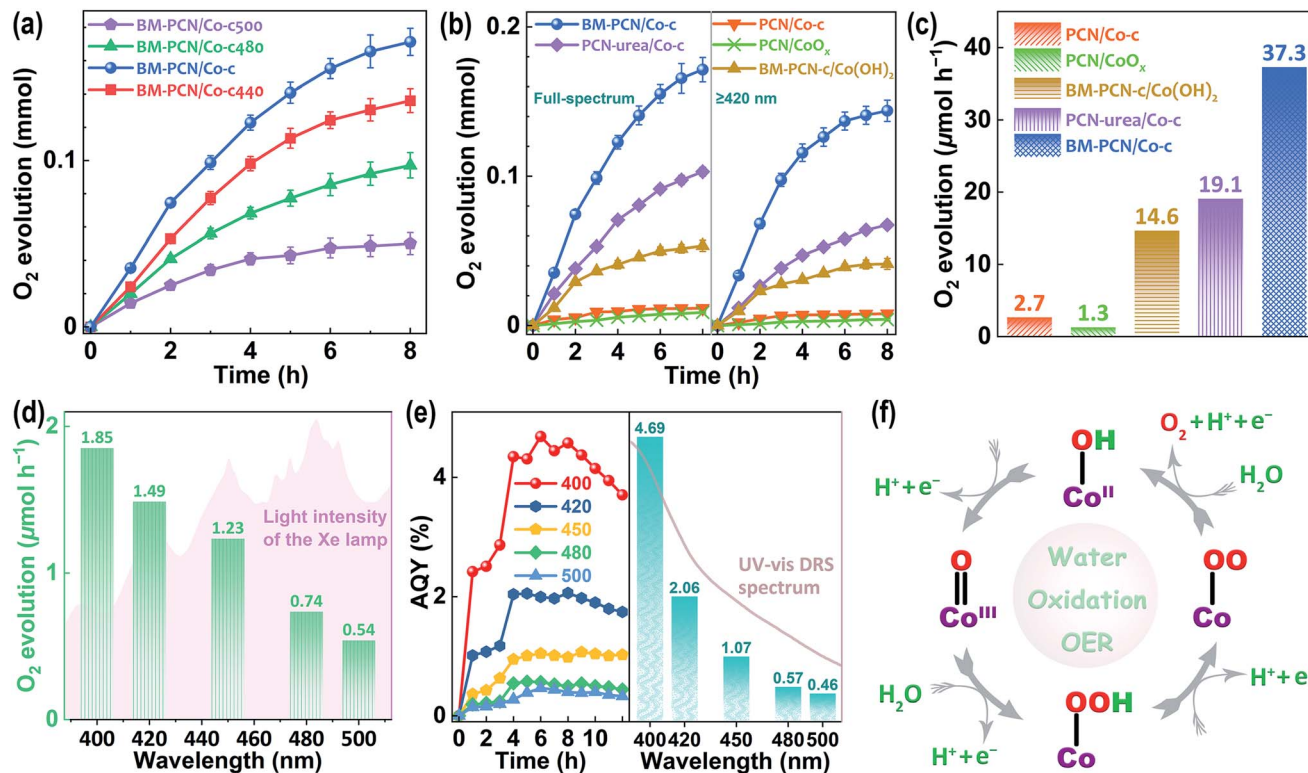 (a)
BM-PCN/Co-c500
BM-PCN/Co-c480
BM-PCN/Co-c
BM-PCN/Co-c440
O₂ evolution (mmol)
0.1
0
0 2 4 6 8
Time (h)
(b)
BM-PCN/Co-c
PCN-urea/Co-c
PCN/Co-c
PCN/CoOₓ
BM-PCN-c/Co(OH)₂
Full-spectrum
≥420 nm
O₂ evolution (mmol)
0.2
0.1
0
0 2 4 6 8 0 2 4 6 8
Time (h)
(c)
PCN/Co-c
PCN/CoOₓ
BM-PCN-c/Co(OH)₂
PCN-urea/Co-c
BM-PCN/Co-c
O₂ evolution (µmol h⁻¹)
40
30
20
10
0
2.7
1.3
14.6
19.1
37.3
(d)
O₂ evolution (µmol h⁻¹)
2
1
0
1.85
1.49
1.23
0.74
0.54
Light intensity
of the Xe lamp
400 420 440 460 480 500
Wavelength (nm)
(e)
AQY (%)
4
2
0
400
420
450
480
500
0 2 4 6 8 10
Time (h)
4.69
2.06
1.07
0.57
0.46
UV-vis DRS
spectrum
400 420 450 480 500
Wavelength (nm)
(f)
OH
Coᴵᴵ
O₂ + H⁺+ e⁻
H₂O
H⁺+ e⁻
O
Coᴵᴵᴵ
Water
Oxidation
OER
OO
Co
H₂O
H⁺+ e⁻
OOH
Co
H⁺+ e